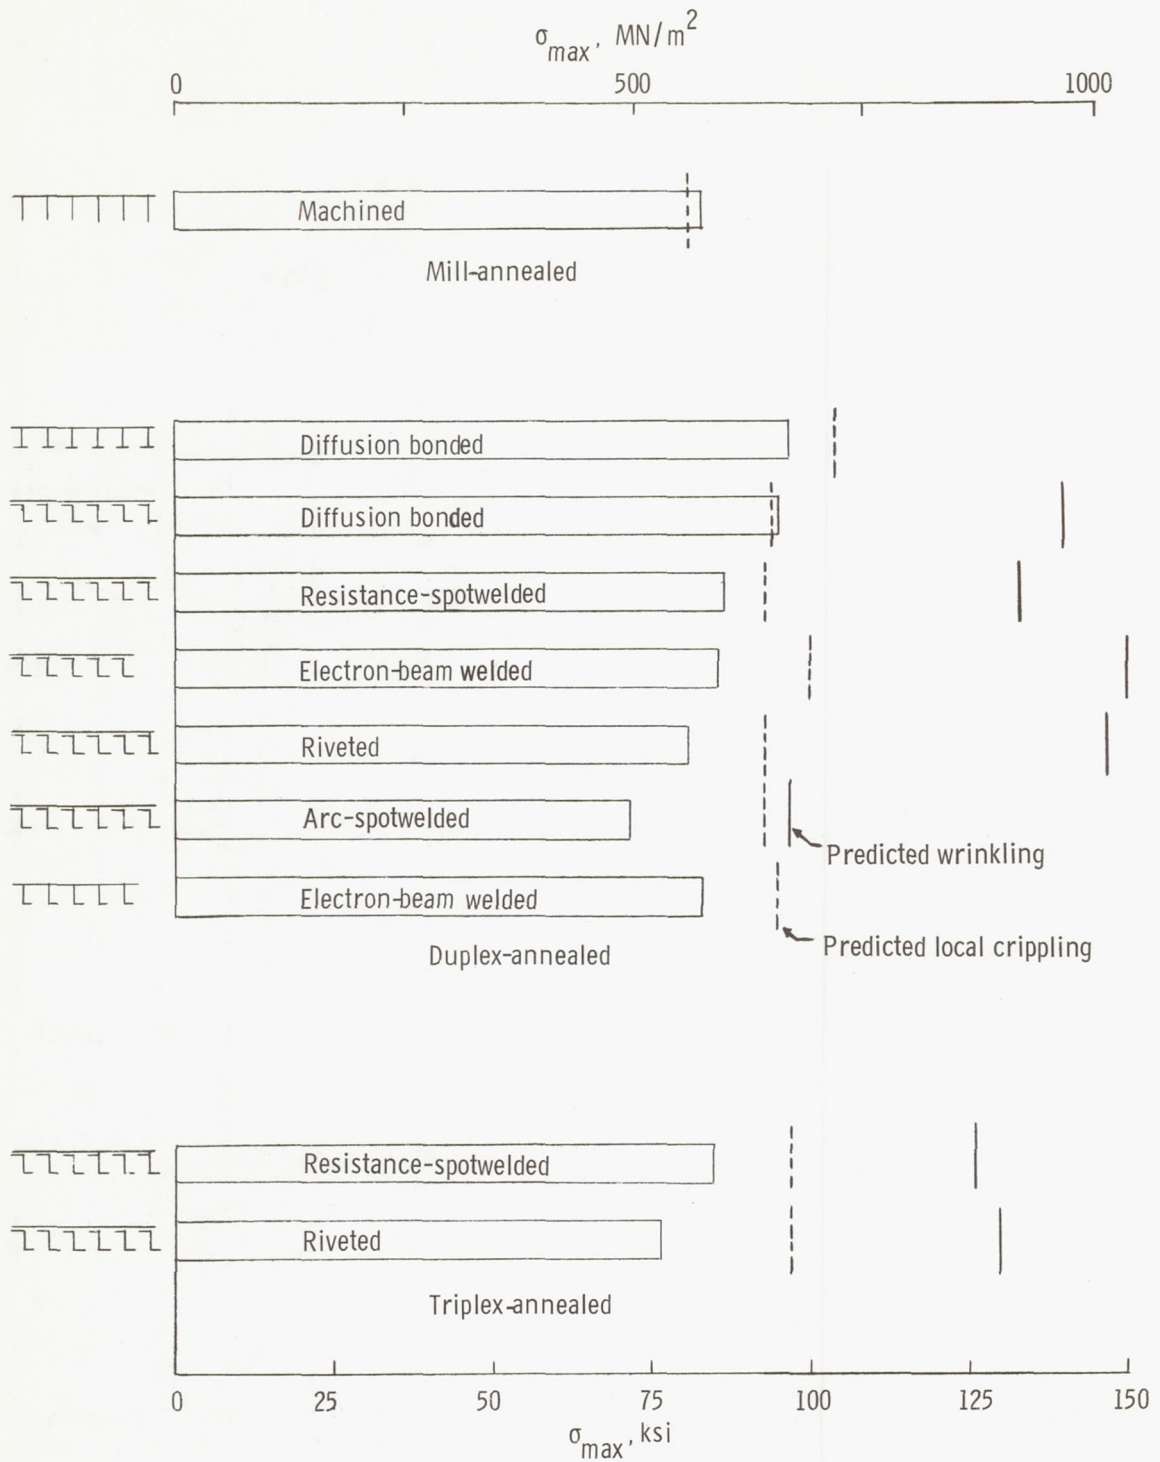 σmax, MN/m²
0 500 1000
Machined
Mill-annealed
Diffusion bonded
Diffusion bonded
Resistance-spotwelded
Electron-beam welded
Riveted
Arc-spotwelded
Predicted wrinkling
Electron-beam welded
Predicted local crippling
Duplex-annealed
Resistance-spotwelded
Riveted
Triplex-annealed
0 25 50 75 100 125 150
σmax, ksi